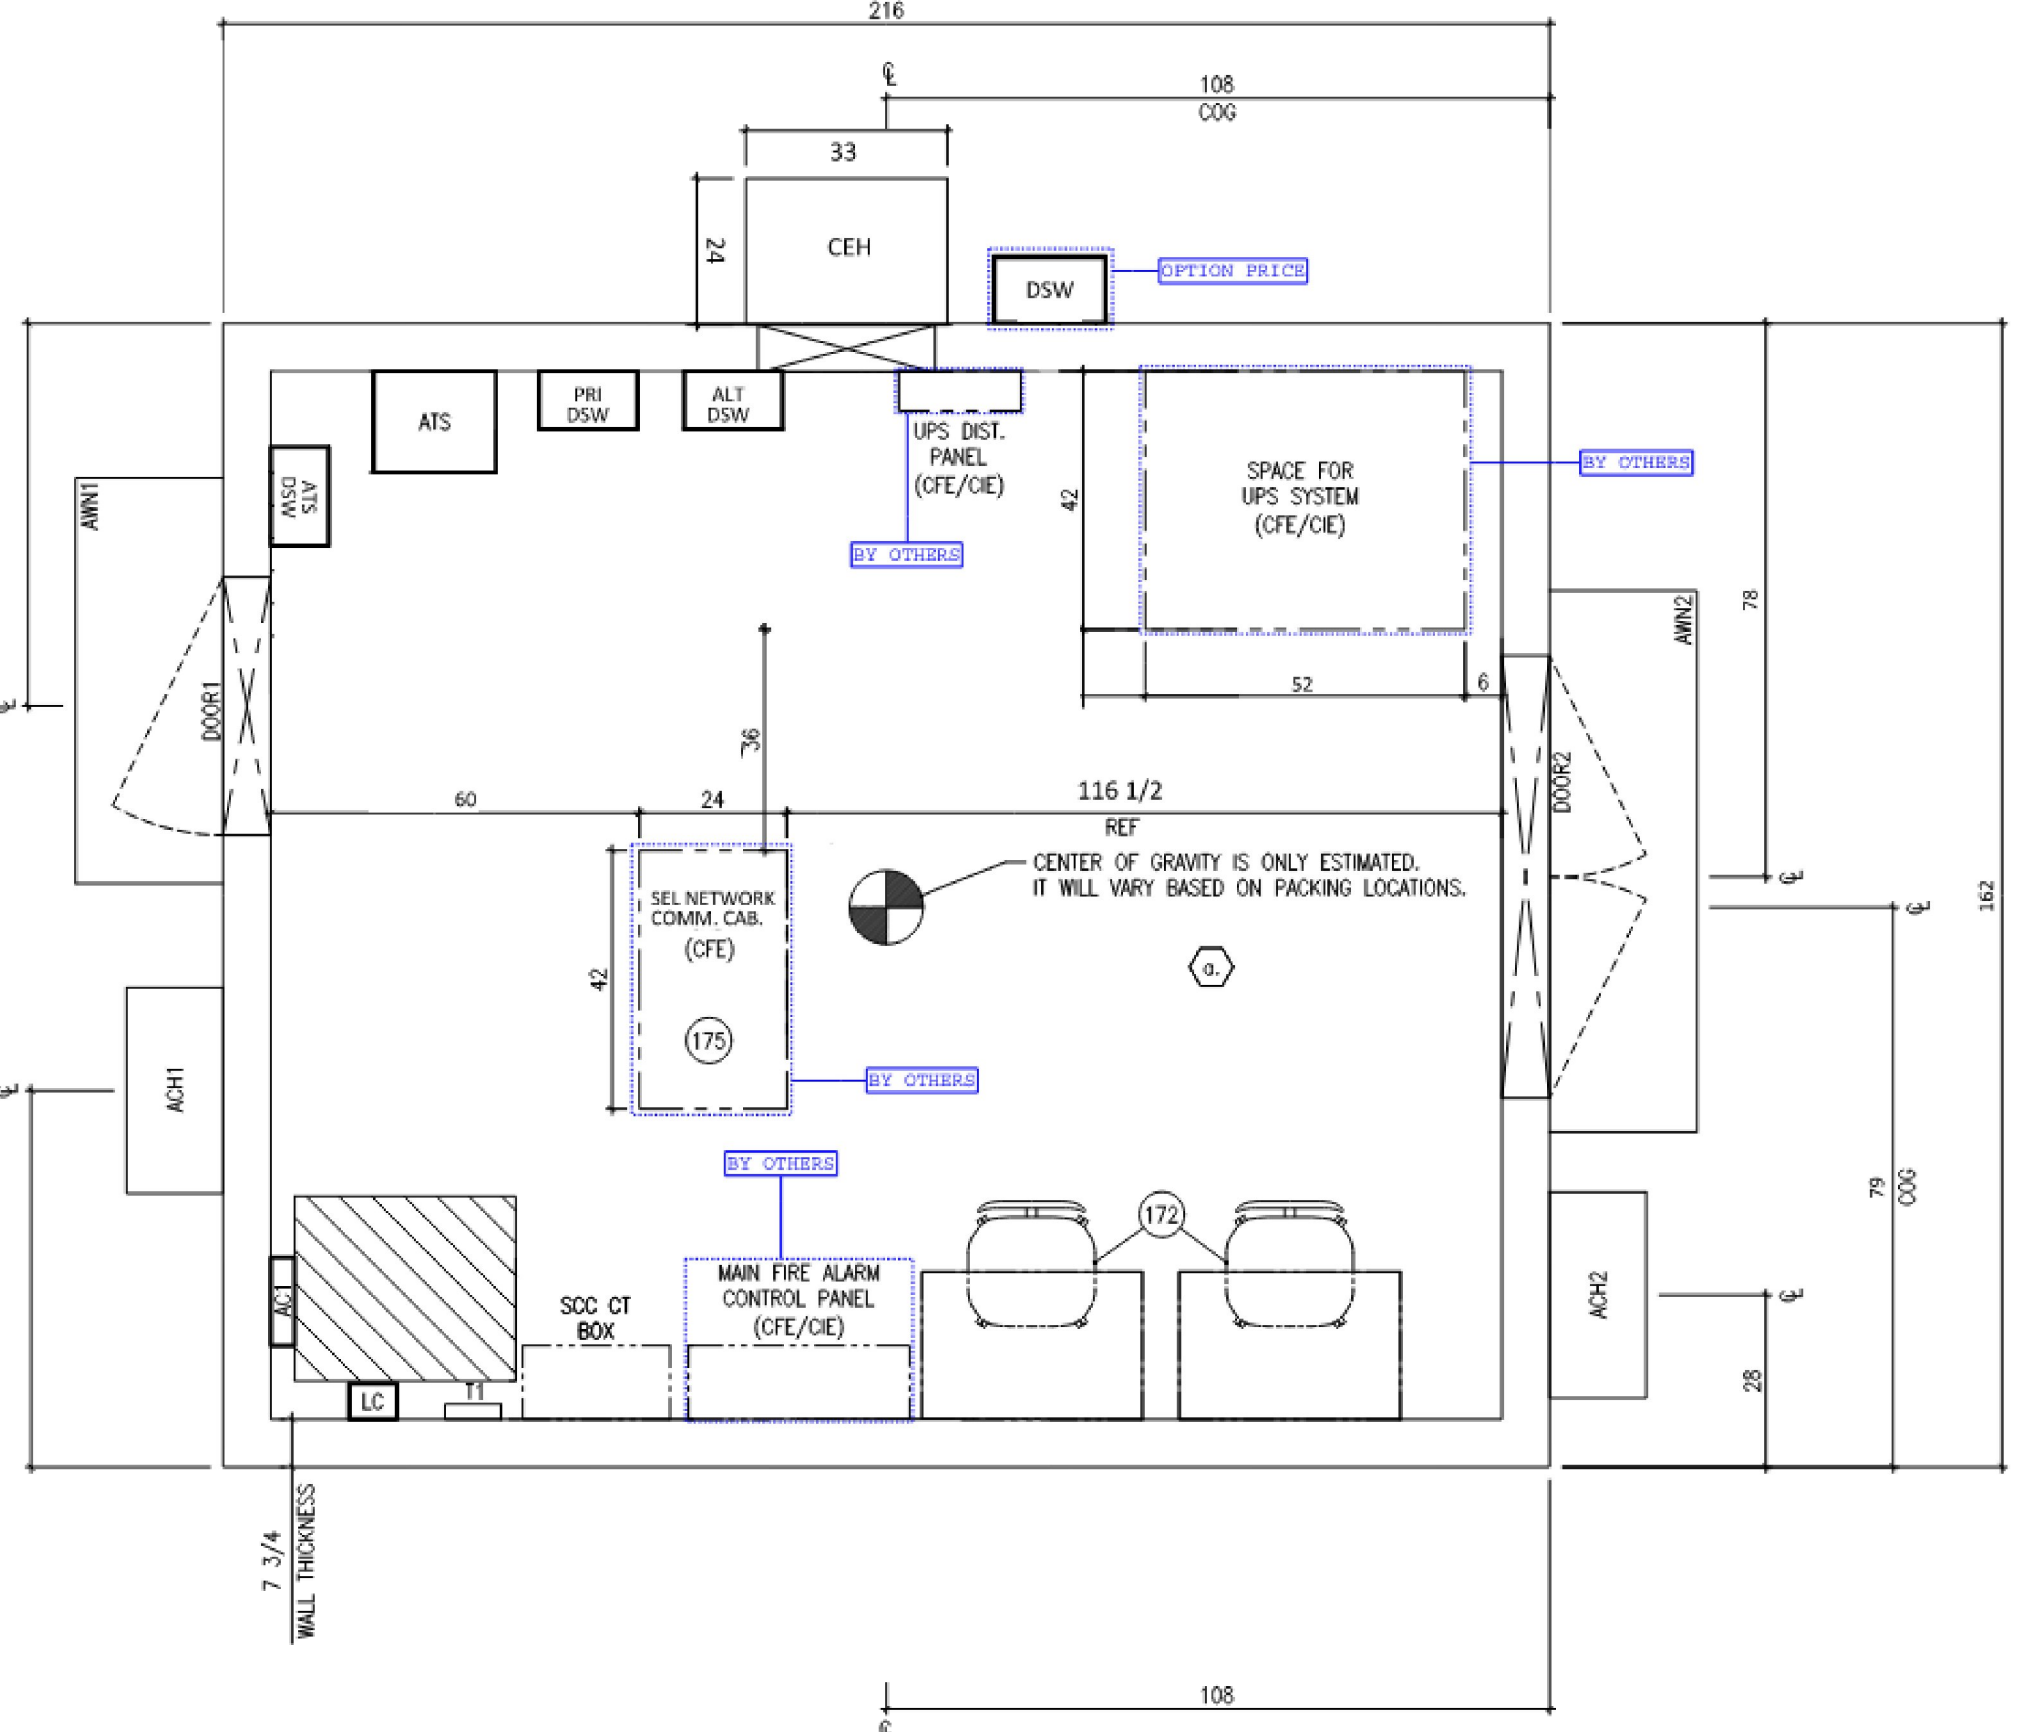 216
℄
108
COG
33
24
CEH
DSW
OPTION PRICE
ATS
PRI
DSW
ALT
DSW
UPS DIST.
PANEL
(CFE/CIE)
BY OTHERS
42
SPACE FOR
UPS SYSTEM
(CFE/CIE)
BY OTHERS
52
6
ATS
DSW
AWN1
DOOR1
℄
AWN2
DOOR2
78
℄
162
36
60
24
116 1/2
REF
CENTER OF GRAVITY IS ONLY ESTIMATED.
IT WILL VARY BASED ON PACKING LOCATIONS.
℄
SEL NETWORK
COMM. CAB.
(CFE)
42
175
a.
BY OTHERS
ACH1
℄
BY OTHERS
79
COG
172
MAIN FIRE ALARM
CONTROL PANEL
(CFE/CIE)
SCC CT
BOX
AC1
LC
T1
ACH2
℄
28
7 3/4
WALL THICKNESS
108